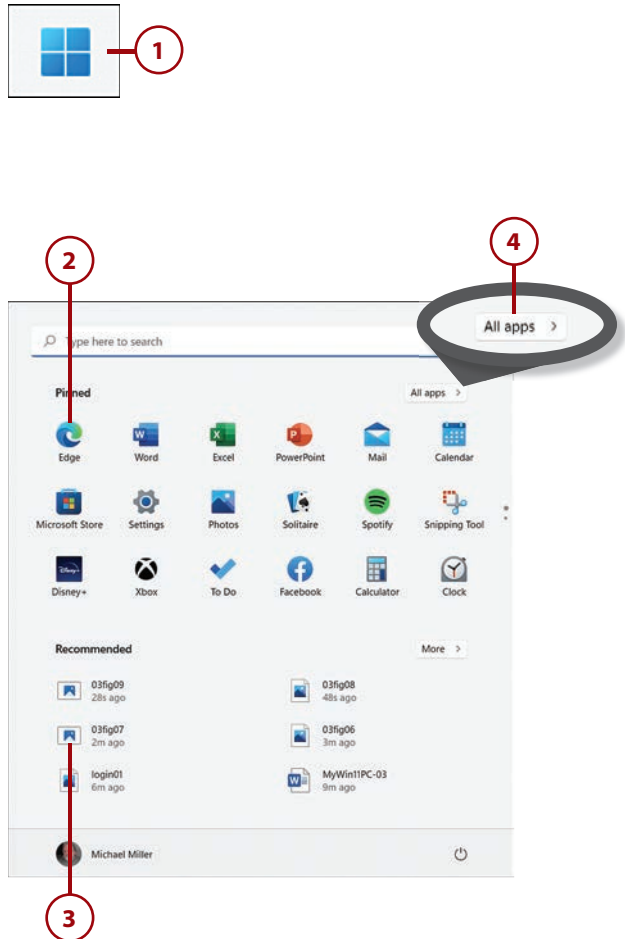 1
2
4
All apps >
Type here to search
Pinned
All apps >
Edge
Word
Excel
PowerPoint
Mail
Calendar
Microsoft Store
Settings
Photos
Solitaire
Spotify
Snipping Tool
Disney+
Xbox
To Do
Facebook
Calculator
Clock
Recommended
More >
03fig09
28s ago
03fig08
48s ago
03fig07
2m ago
03fig06
3m ago
login01
6m ago
MyWin11PC-03
9m ago
Michael Miller
3